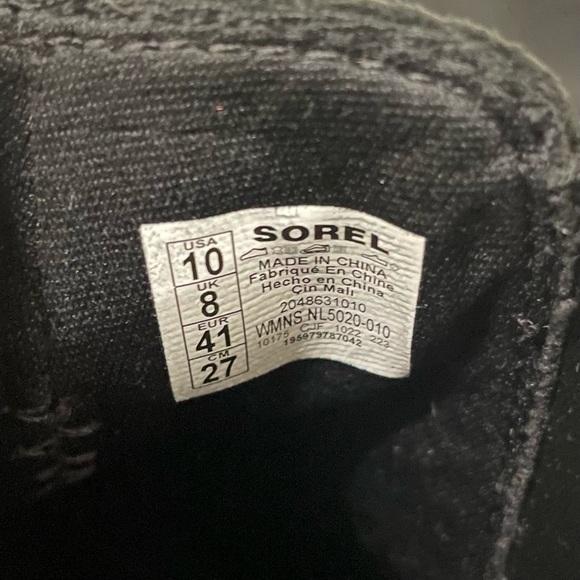 USA
10
UK
8
EUR
41
CM
27
SOREL
MADE IN CHINA
Fabriqué En Chine
Hecho en China
Çin Mali
2048631010
WMNS NL5020-010
10175 CJF 1022 223
195979787042